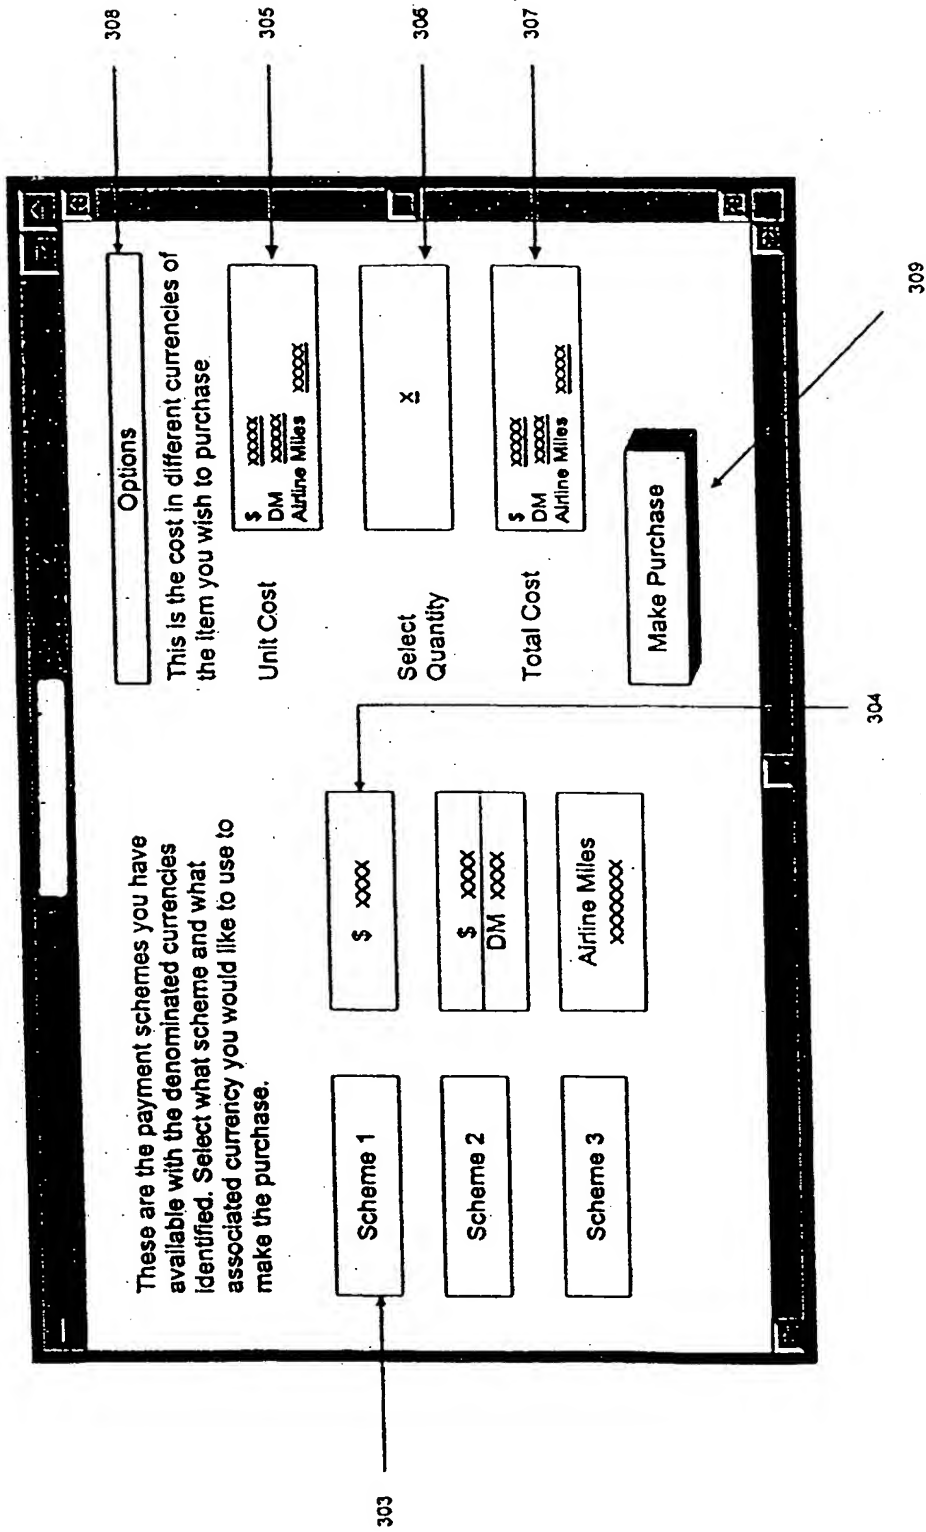 308
305
306
307
Options
This is the cost in different currencies of
the item you wish to purchase
Unit Cost
$ xxxxx
DM xxxxx
Airline Miles xxxxx
Select
Quantity
x
Total Cost
$ xxxxx
DM xxxxx
Airline Miles xxxxx
Make Purchase
309
These are the payment schemes you have
available with the denominated currencies
identified. Select what scheme and what
associated currency you would like to use to
make the purchase.
304
Scheme 1
$ xxxx
Scheme 2
$ xxxx
DM xxxx
Scheme 3
Airline Miles
xxxxxxx
303